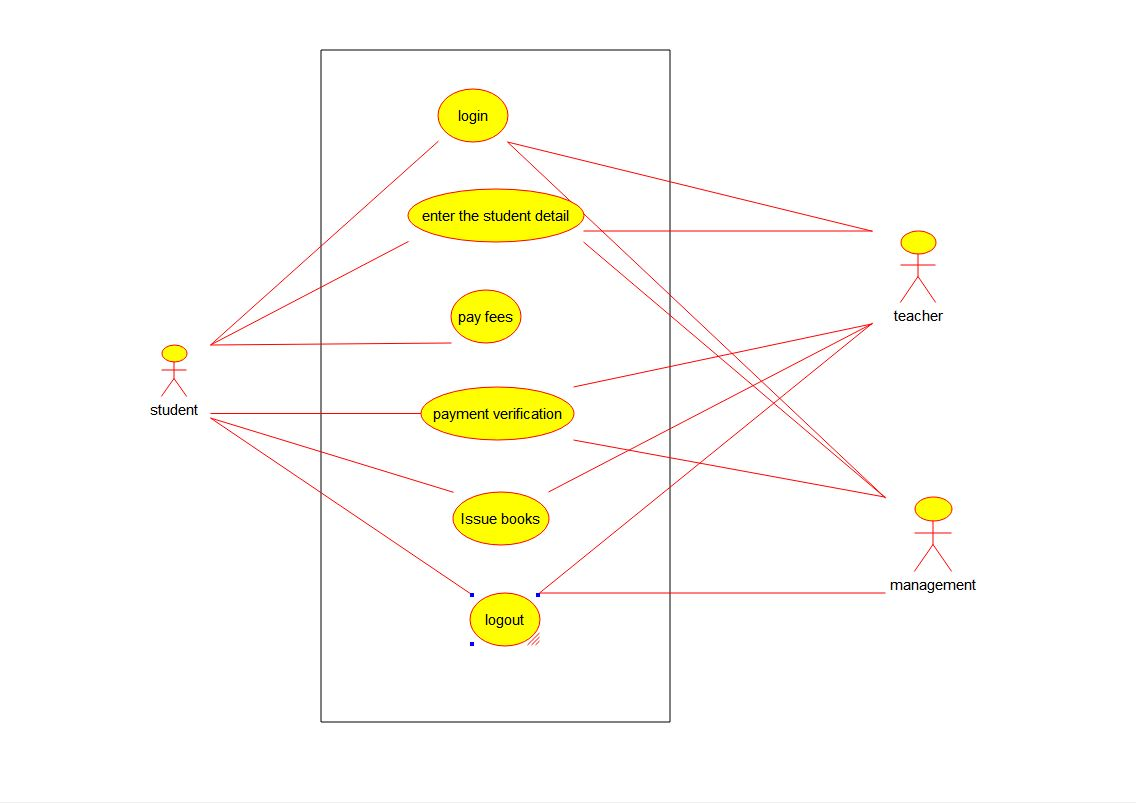 login
enter the student detail
pay fees
teacher
student
payment verification
Issue books
management
logout